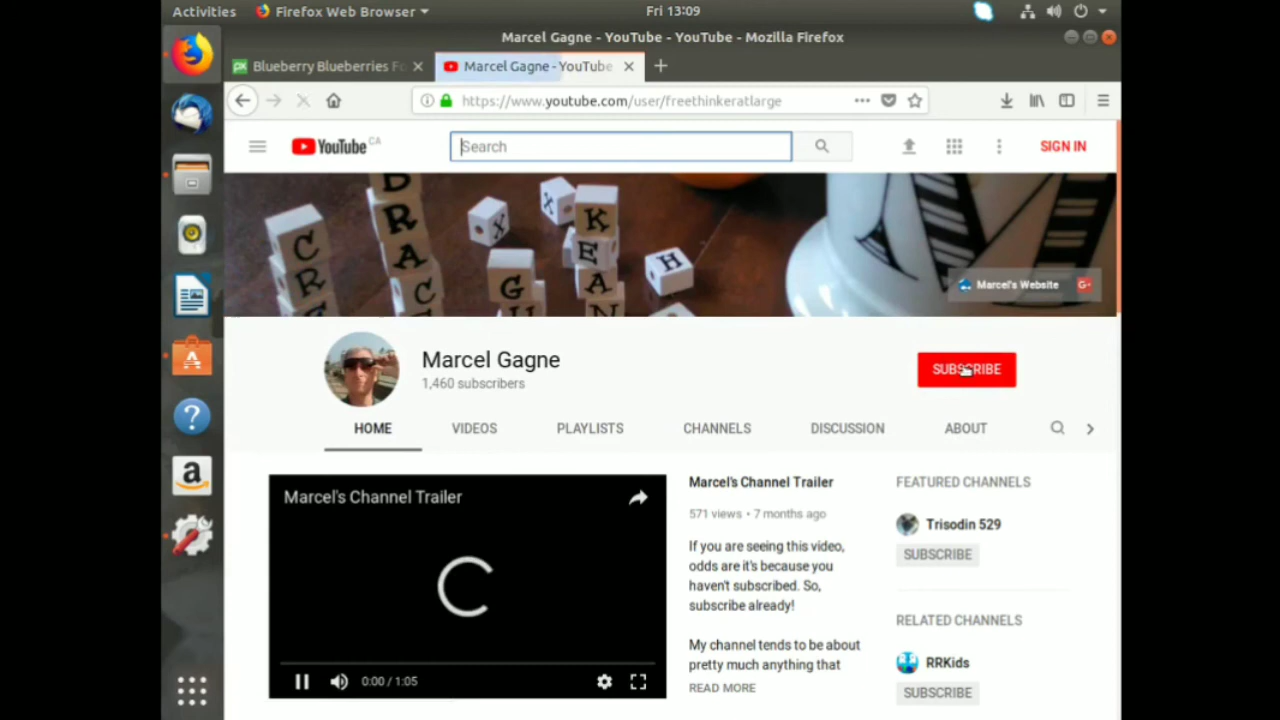 Activities Firefox Web Browser Fri 13:09
Marcel Gagne - YouTube - YouTube - Mozilla Firefox
Blueberry Blueberries Fo Marcel Gagne - YouTube
https://www.youtube.com/user/freethinkeratlarge
YouTube CA Search SIGN IN
C R
B R A C
X X
G
K E A N
H
Marcel's Website G+
Marcel Gagne
1,460 subscribers
SUBSCRIBE
HOME VIDEOS PLAYLISTS CHANNELS DISCUSSION ABOUT
Marcel's Channel Trailer
0:00 / 1:05
Marcel's Channel Trailer
571 views • 7 months ago
If you are seeing this video,
odds are it's because you
haven't subscribed. So,
subscribe already!
My channel tends to be about
pretty much anything that
READ MORE
FEATURED CHANNELS
Trisodin 529
SUBSCRIBE
RELATED CHANNELS
RRKids
SUBSCRIBE